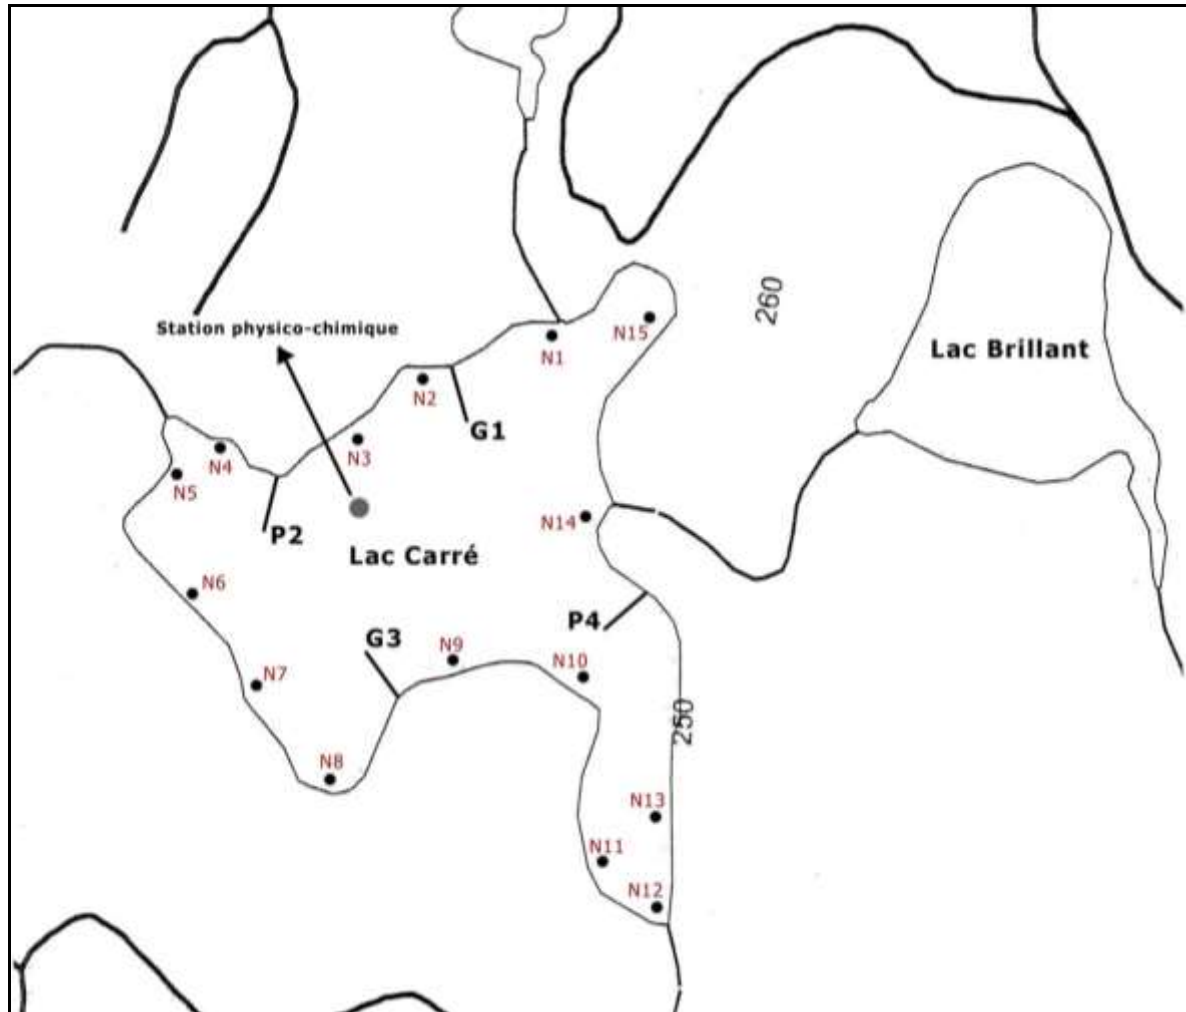 260
Station physico-chimique
N15
N1
Lac Brillant
N2
G1
N3
N4
N5
N14
P2
Lac Carré
N6
P4
G3
N9
N10
N7
250
N8
N13
N11
N12